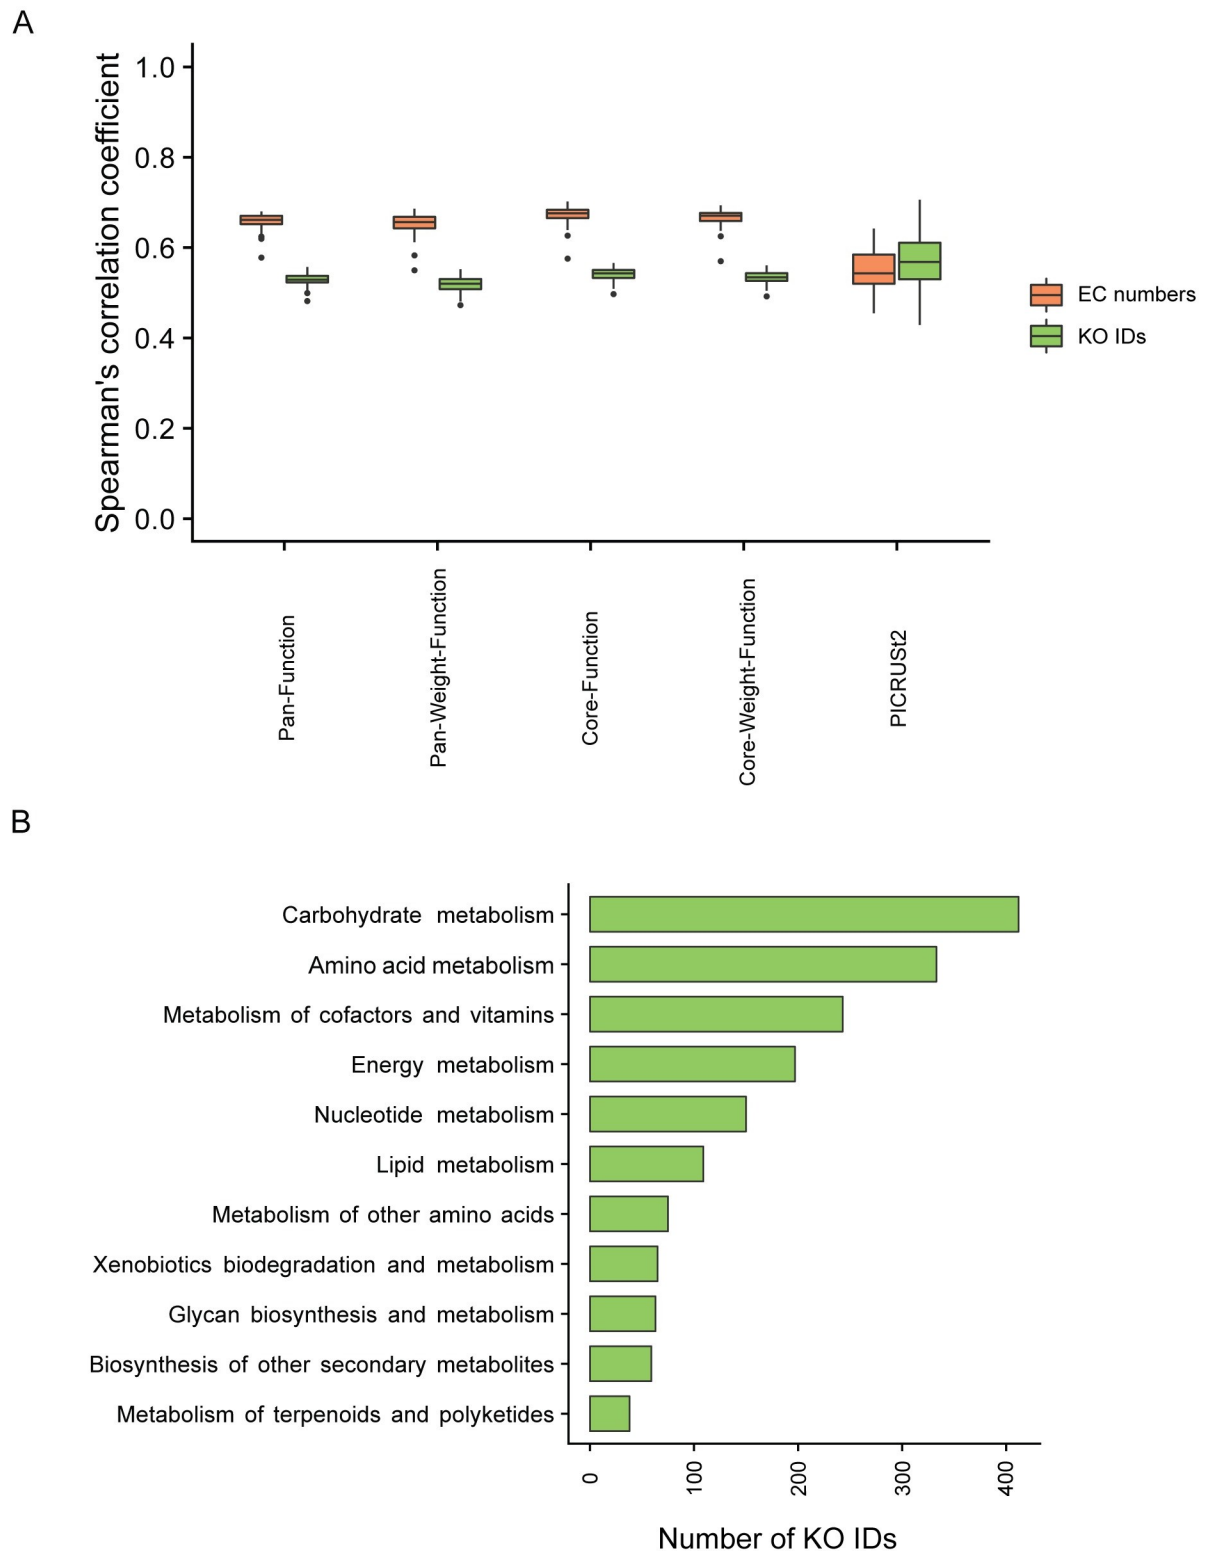 A
Spearman's correlation coefficient
1.0
0.8
0.6
0.4
0.2
0.0
Pan-Function
Pan-Weight-Function
Core-Function
Core-Weight-Function
PICRUSt2
EC numbers
KO IDs
B
Carbohydrate metabolism
Amino acid metabolism
Metabolism of cofactors and vitamins
Energy metabolism
Nucleotide metabolism
Lipid metabolism
Metabolism of other amino acids
Xenobiotics biodegradation and metabolism
Glycan biosynthesis and metabolism
Biosynthesis of other secondary metabolites
Metabolism of terpenoids and polyketides
0
100
200
300
400
Number of KO IDs